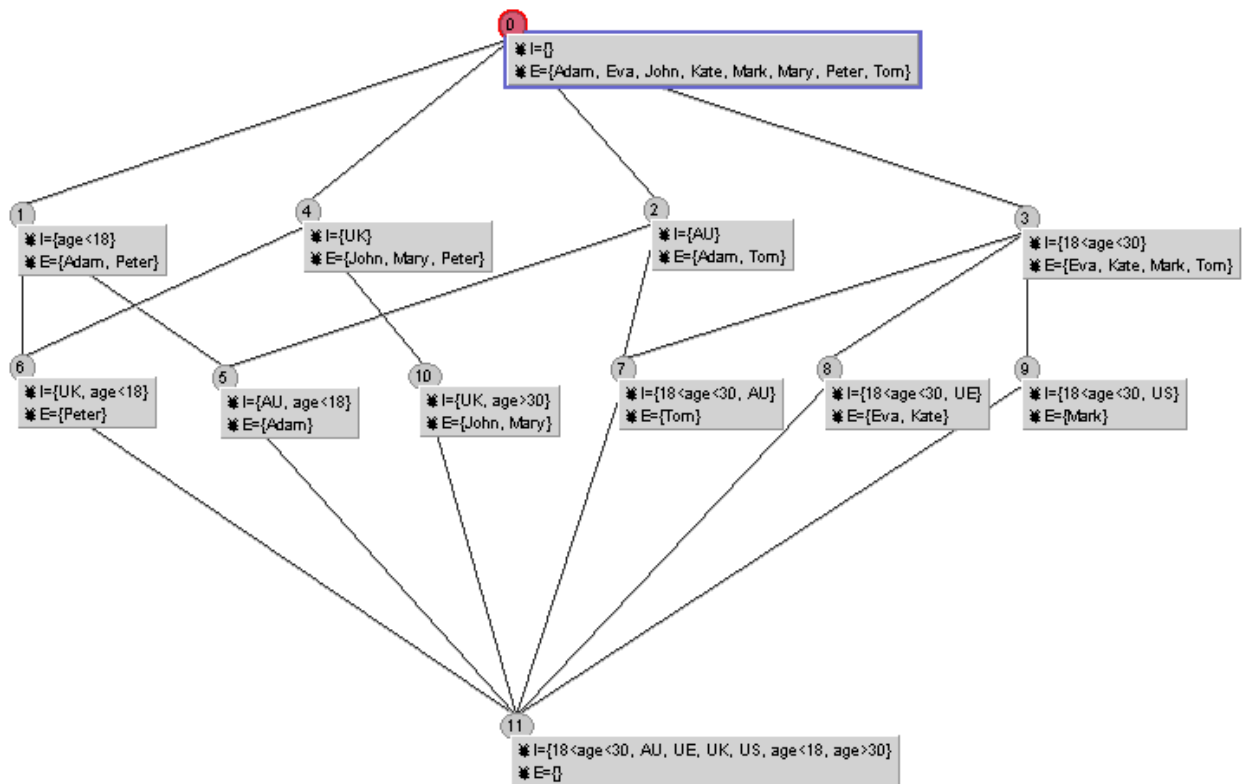 0
I={}
E={Adam, Eva, John, Kate, Mark, Mary, Peter, Tom}
1
I={age<18}
E={Adam, Peter}
4
I={UK}
E={John, Mary, Peter}
2
I={AU}
E={Adam, Tom}
3
I={18<age<30}
E={Eva, Kate, Mark, Tom}
6
I={UK, age<18}
E={Peter}
5
I={AU, age<18}
E={Adam}
10
I={UK, age>30}
E={John, Mary}
7
I={18<age<30, AU}
E={Tom}
8
I={18<age<30, UE}
E={Eva, Kate}
9
I={18<age<30, US}
E={Mark}
11
I={18<age<30, AU, UE, UK, US, age<18, age>30}
E={}